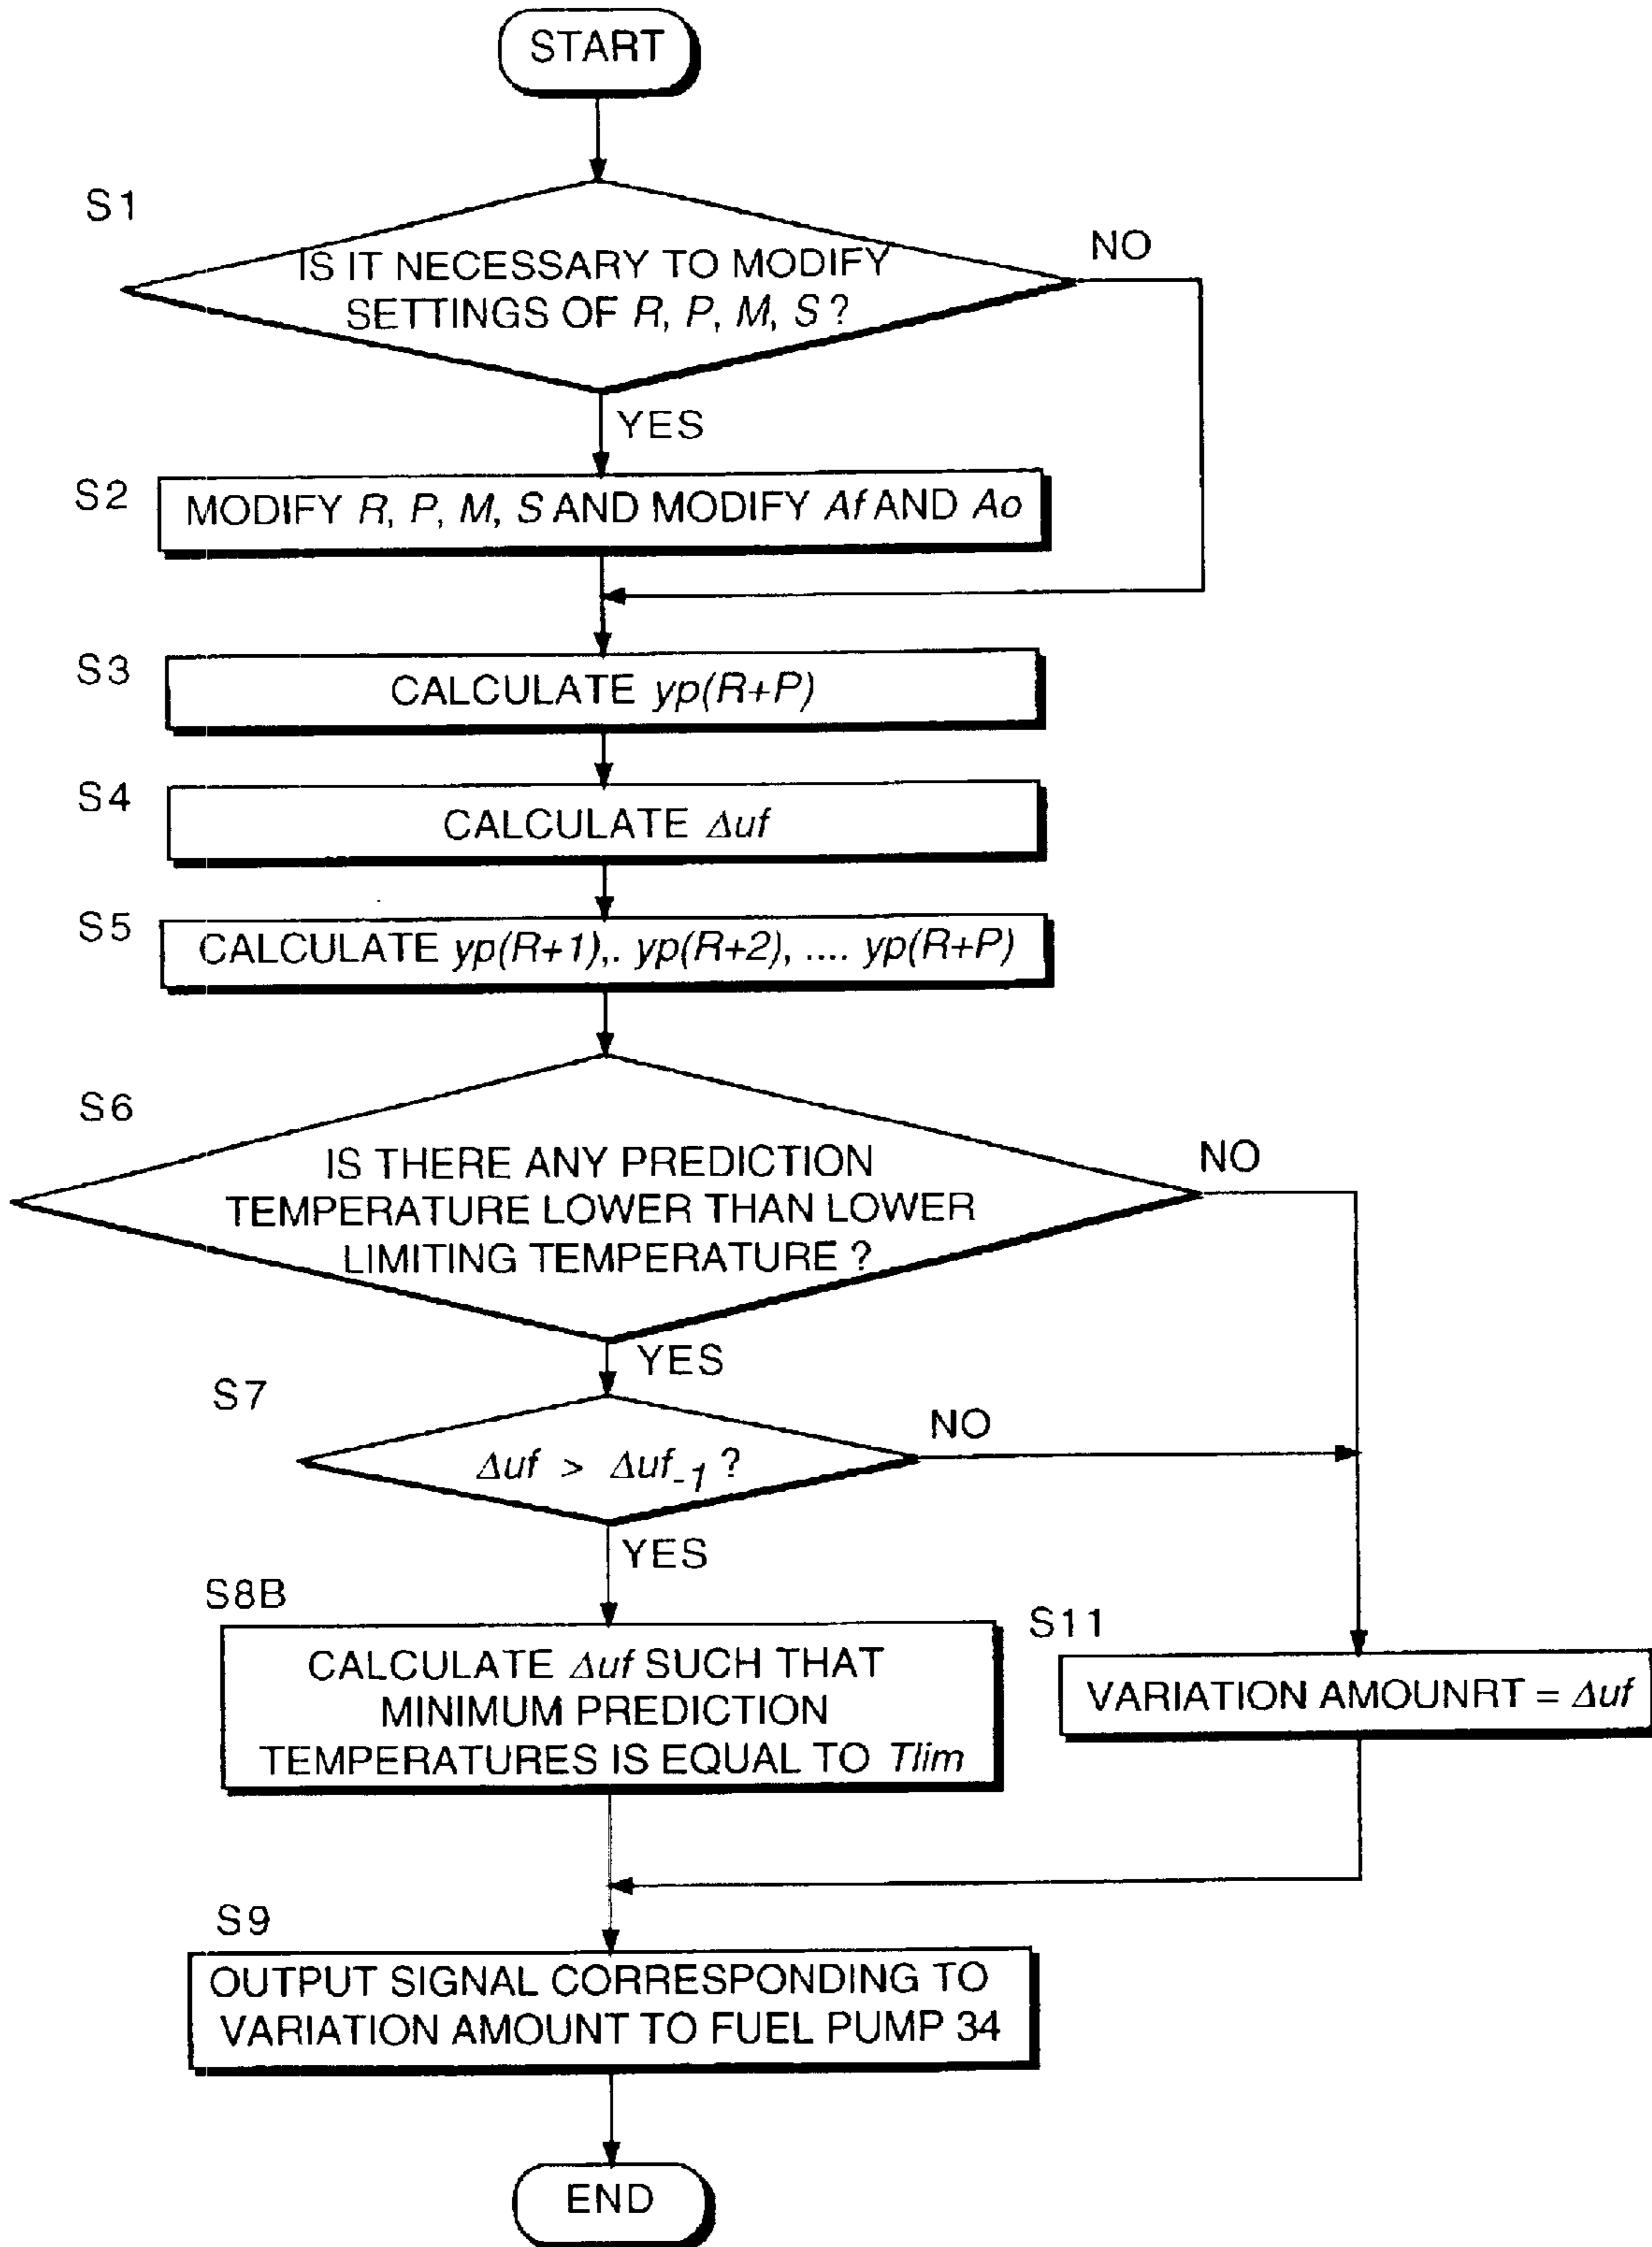 START
S1
IS IT NECESSARY TO MODIFY
SETTINGS OF R, P, M, S ?
NO
YES
S2
MODIFY R, P, M, S AND MODIFY Af AND Ao
S3
CALCULATE yp(R+P)
S4
CALCULATE Δuf
S5
CALCULATE yp(R+1),. yp(R+2), .... yp(R+P)
S6
IS THERE ANY PREDICTION
TEMPERATURE LOWER THAN LOWER
LIMITING TEMPERATURE ?
NO
YES
S7
Δuf > Δuf-1 ?
NO
YES
S8B
CALCULATE Δuf SUCH THAT
MINIMUM PREDICTION
TEMPERATURES IS EQUAL TO Tlim
S11
VARIATION AMOUNRT = Δuf
S9
OUTPUT SIGNAL CORRESPONDING TO
VARIATION AMOUNT TO FUEL PUMP 34
END